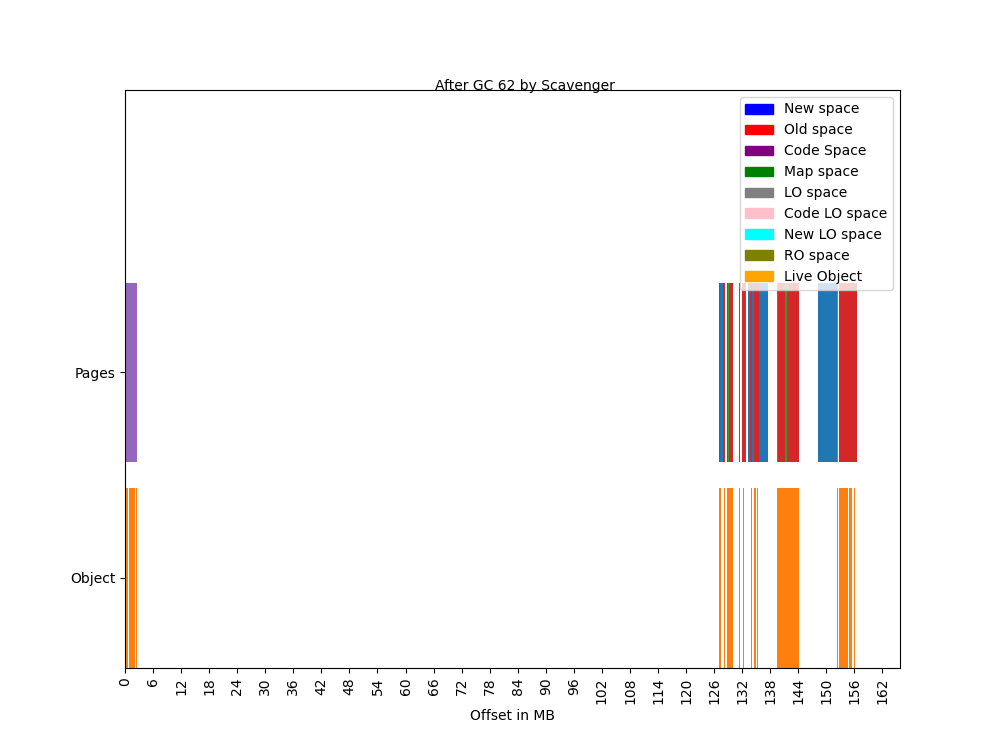 After GC 62 by Scavenger
New space
Old space
Code Space
Map space
LO space
Code LO space
New LO space
RO space
Live Object
Pages
Object
0 6 12 18 24 30 36 42 48 54 60 66 72 78 84 90 96 102 108 114 120 126 132 138 144 150 156 162
Offset in MB